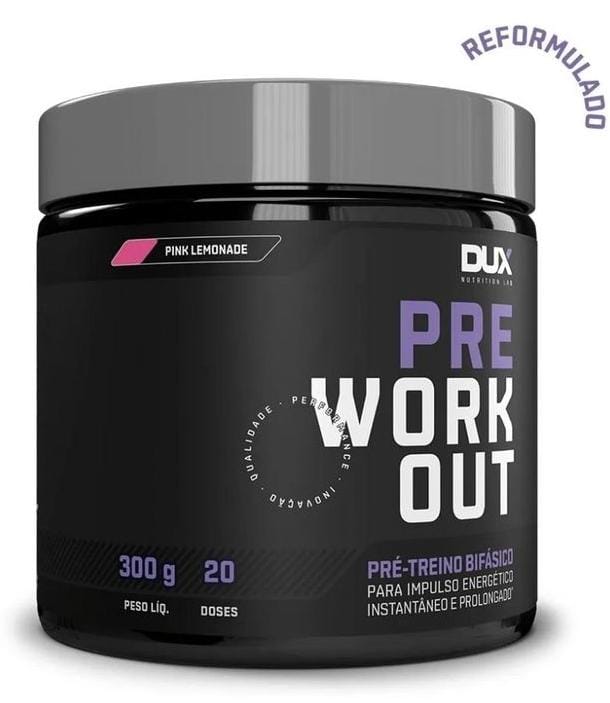 REFORMULADO
PINK LEMONADE
DUX
NUTRITION LAB
PRE
WORK
OUT
QUALIDADE · PERFORMANCE · INOVAÇÃO ·
300 g
PESO LÍQ.
20
DOSES
PRÉ-TREINO BIFÁSICO
PARA IMPULSO ENERGÉTICO
INSTANTÂNEO E PROLONGADO*